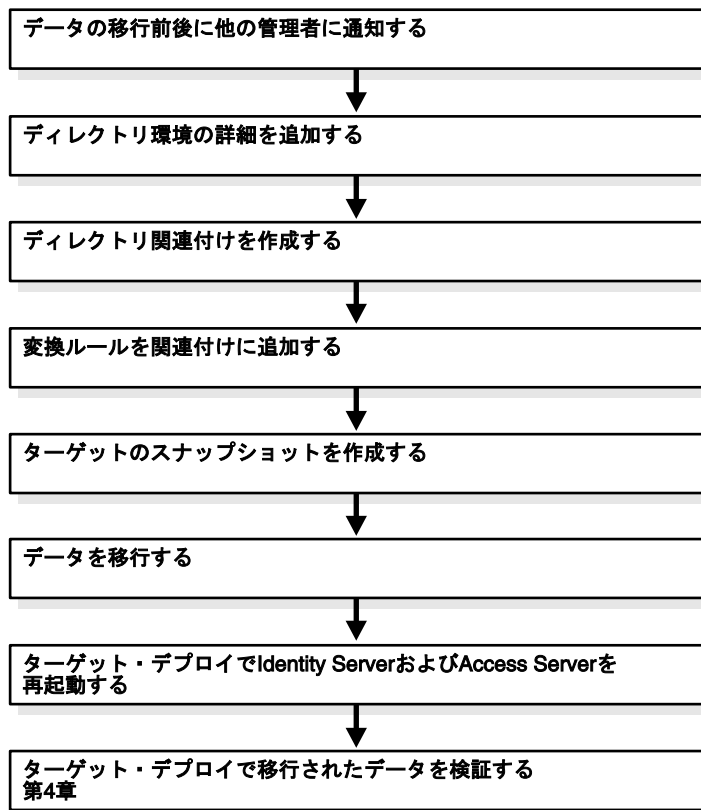 データの移行前後に他の管理者に通知する
ディレクトリ環境の詳細を追加する
ディレクトリ関連付けを作成する
変換ルールを関連付けに追加する
ターゲットのスナップショットを作成する
データを移行する
ターゲット・デプロイでIdentity ServerおよびAccess Serverを
再起動する
ターゲット・デプロイで移行されたデータを検証する
第4章